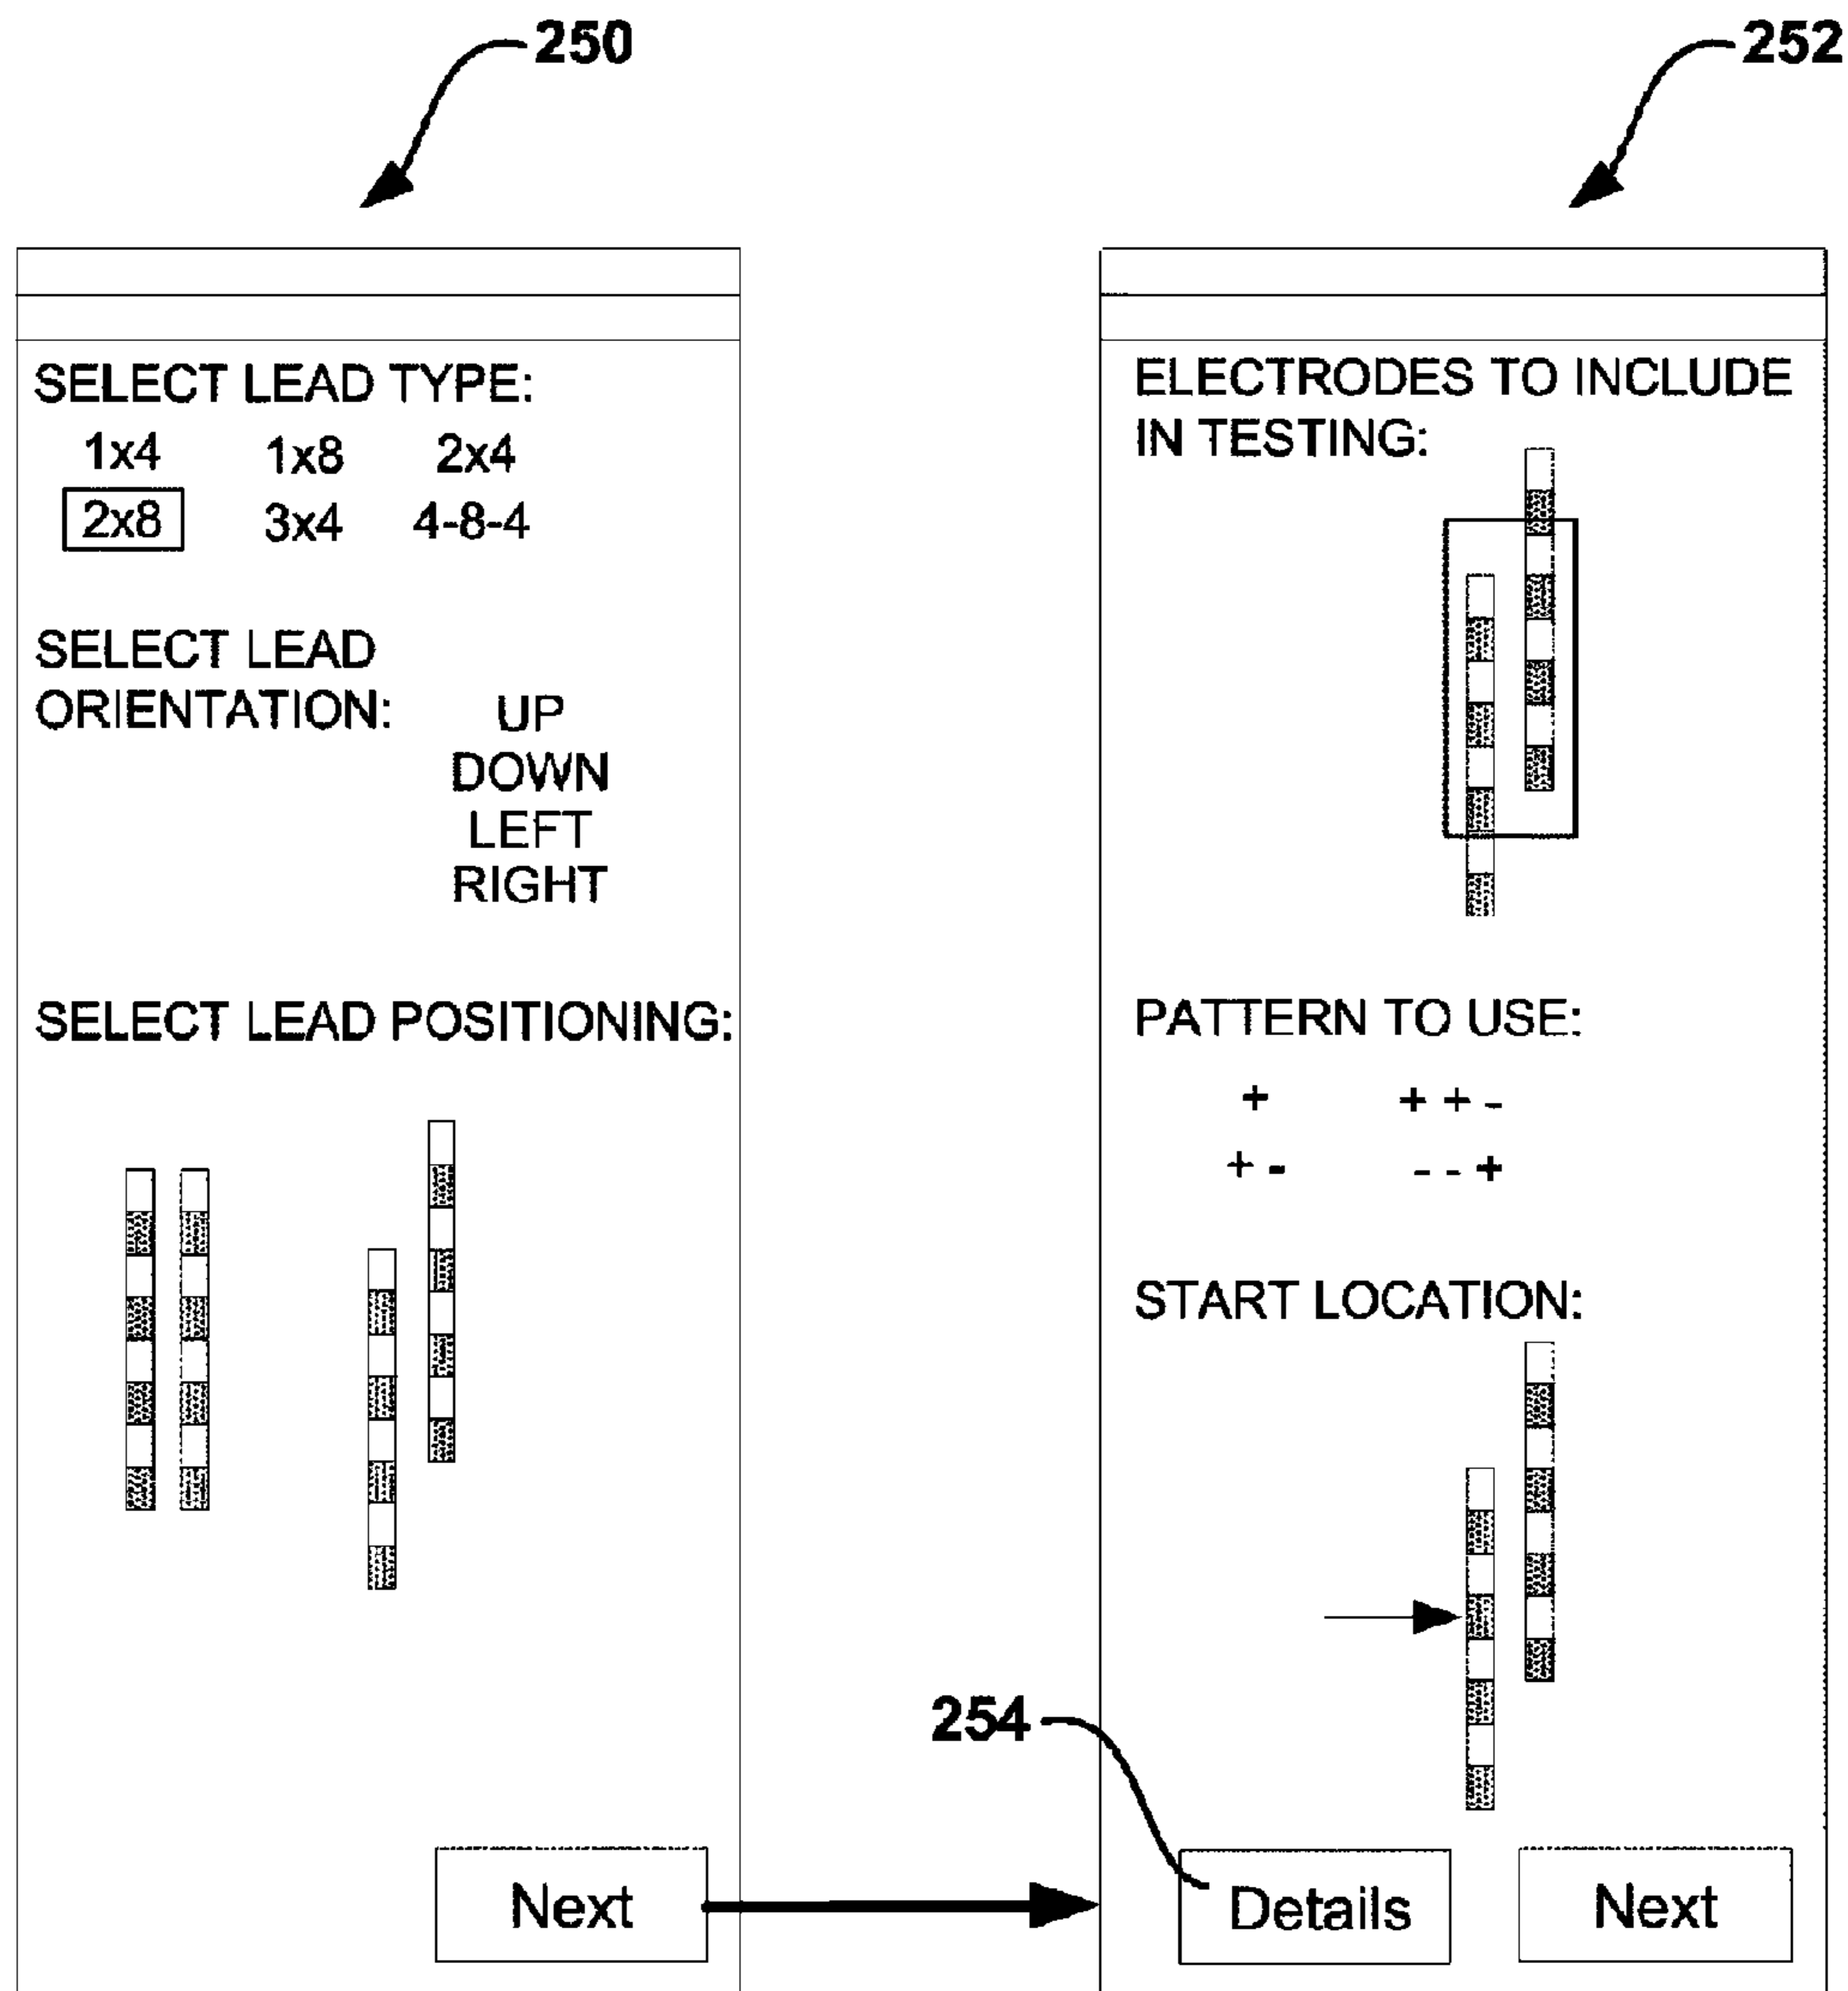 250
252
SELECT LEAD TYPE:
1x4 1x8 2x4
2x8 3x4 4-8-4
SELECT LEAD
ORIENTATION: UP
DOWN
LEFT
RIGHT
SELECT LEAD POSITIONING:
Next
ELECTRODES TO INCLUDE
IN TESTING:
PATTERN TO USE:
+ + + -
+ - - - +
START LOCATION:
254
Details
Next